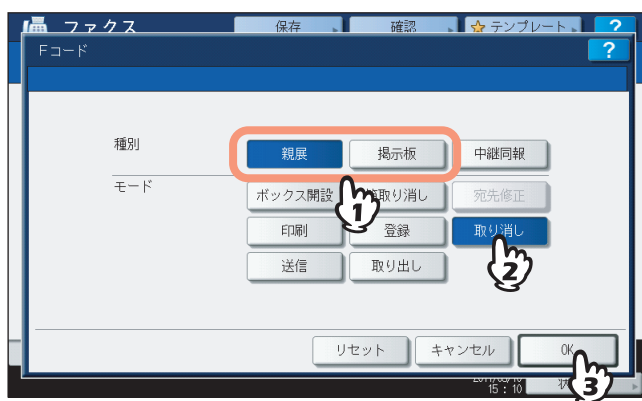 ファクス 保存 確認 テンプレート ?
Fコード ?
種別 親展 掲示板 中継同報
1
モード ボックス開設 取り消し 宛先修正
印刷 登録 取り消し
2
送信 取り出し
リセット キャンセル OK
3
15:10